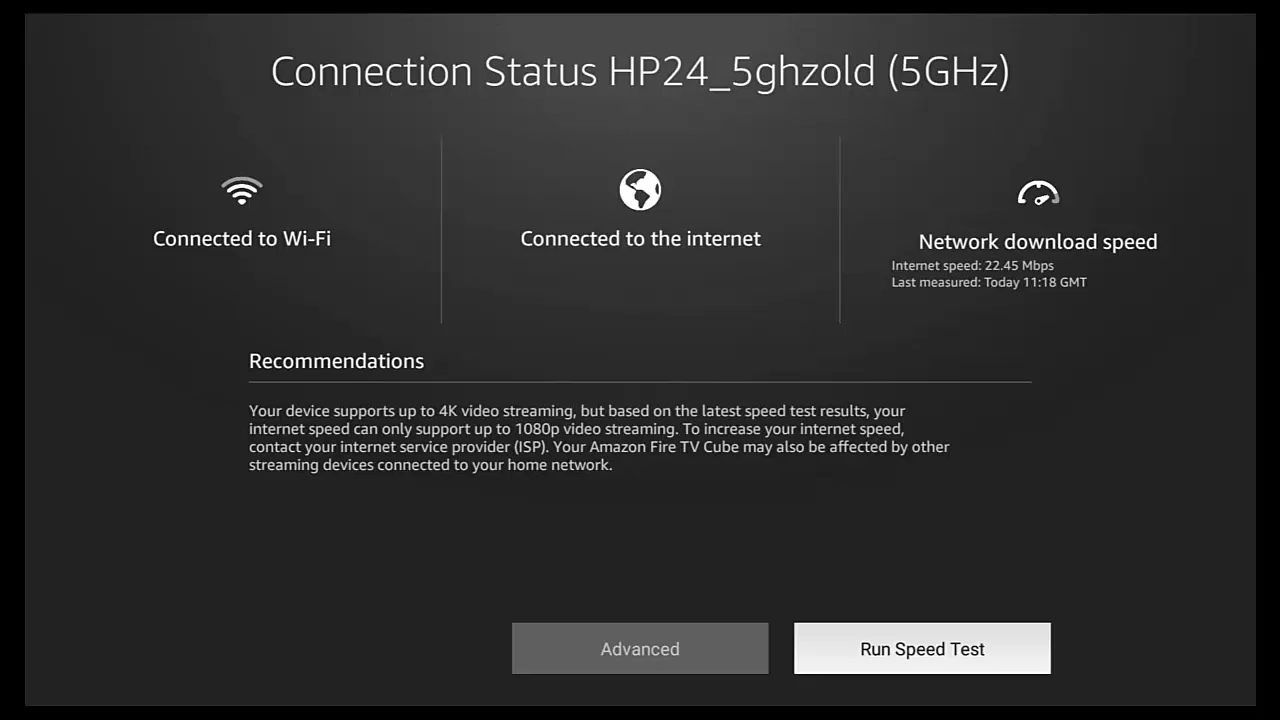 Connection Status HP24_5ghzold (5GHz)
Connected to Wi-Fi
Connected to the internet
Network download speed
Internet speed: 22.45 Mbps
Last measured: Today 11:18 GMT
Recommendations
Your device supports up to 4K video streaming, but based on the latest speed test results, your
internet speed can only support up to 1080p video streaming. To increase your internet speed,
contact your internet service provider (ISP). Your Amazon Fire TV Cube may also be affected by other
streaming devices connected to your home network.
Advanced
Run Speed Test